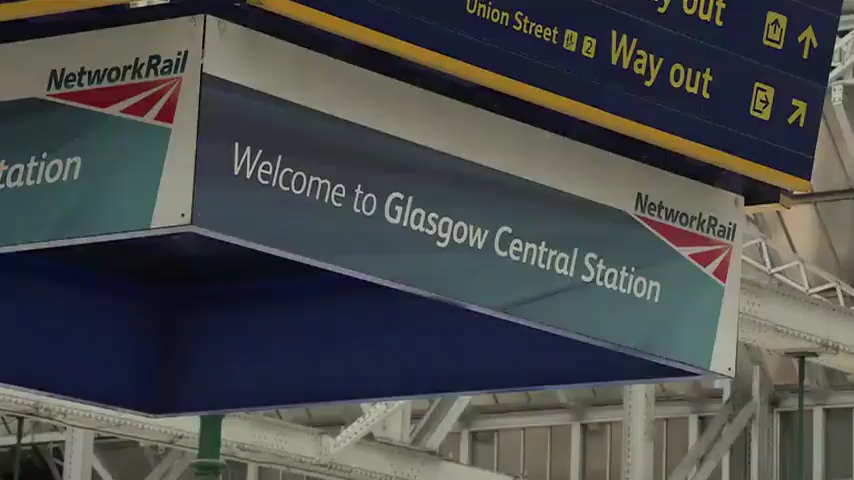 Way out
Union Street
2
Way out
NetworkRail
tation
Welcome to Glasgow Central Station
NetworkRail